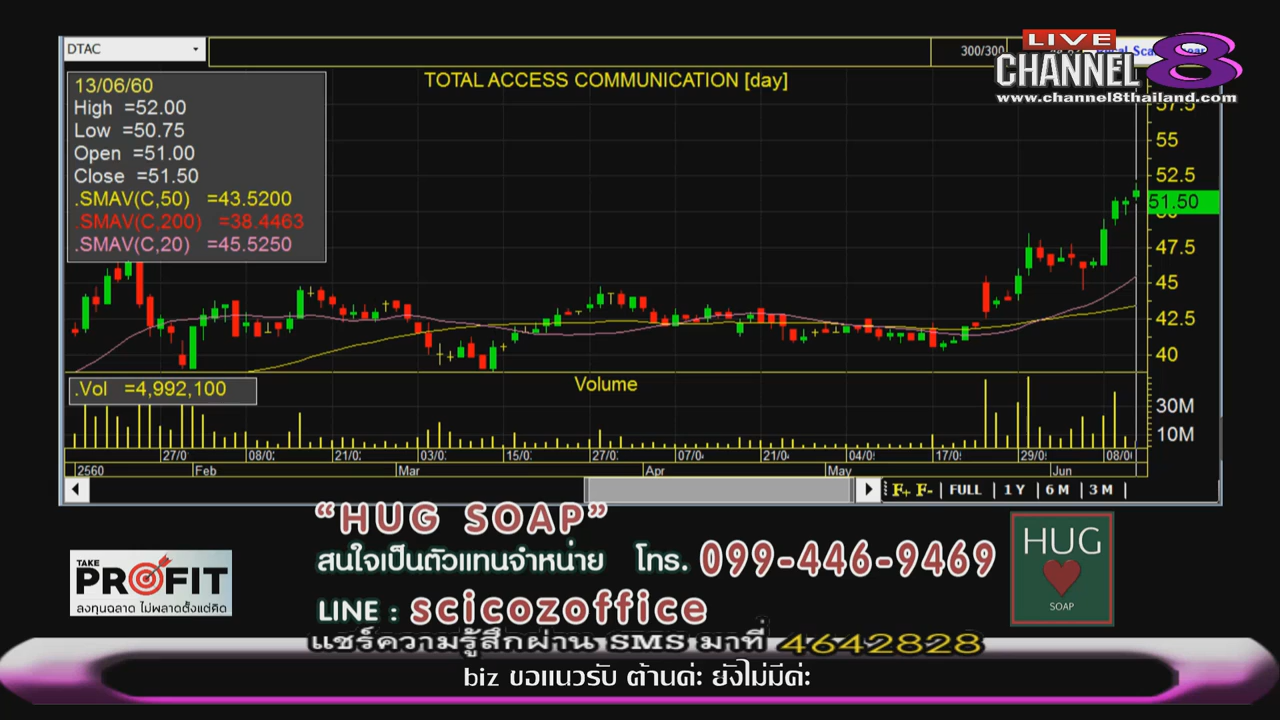 DTAC
300/300
LIVE
CHANNEL 8
www.channel8thailand.com
13/06/60
High =52.00
Low =50.75
Open =51.00
Close =51.50
.SMAV(C,50) =43.5200
.SMAV(C,200) =38.4463
.SMAV(C,20) =45.5250
TOTAL ACCESS COMMUNICATION [day]
57.5
55
52.5
51.50
50
47.5
45
42.5
40
.Vol =4,992,100
Volume
30M
10M
27/0 08/0 21/0 03/0 15/0 27/0 07/0 21/0 04/0 17/0 29/0 08/0
2560 Feb Mar Apr May Jun
F+ F- FULL 1 Y 6 M 3 M
“HUG SOAP”
สนใจเป็นตัวแทนจำหน่าย โทร. 099-446-9469
LINE : scicozoffice
TAKE
PROFIT
ลงทุนฉลาด ไม่พลาดตั้งแต่คิด
HUG
SOAP
แชร์ความรู้สึกผ่าน SMS มาที่ 4642828
biz ขอแนวรับ ต้านค่ะ ยังไม่มีค่ะ